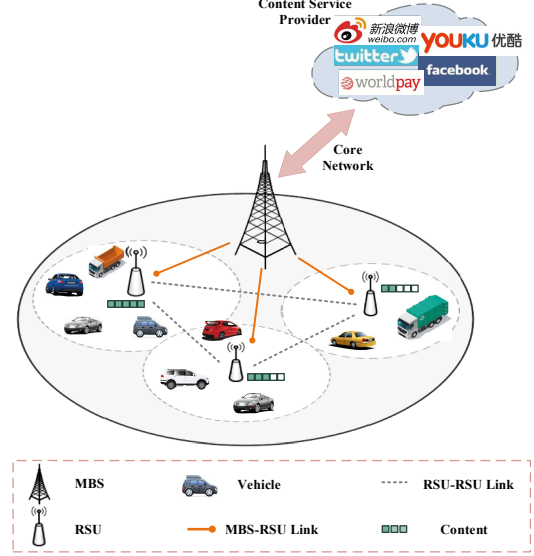 Content Service
Provider
新浪微博
weibo.com
YOUKU 优酷
twitter
facebook
worldpay
Core
Network
MBS
Vehicle
RSU-RSU Link
RSU
MBS-RSU Link
Content